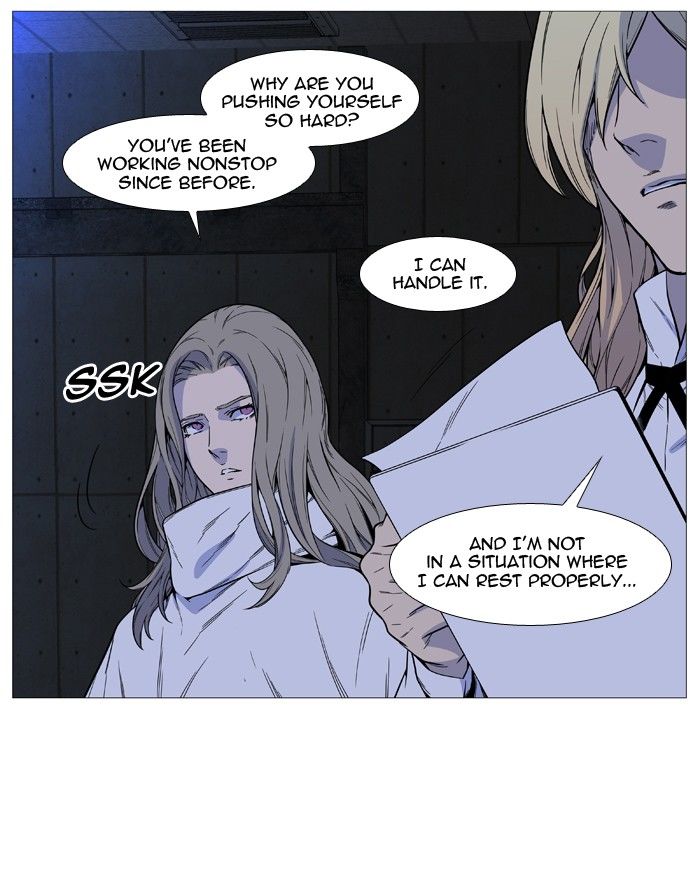 WHY ARE YOU
PUSHING YOURSELF
SO HARD?
YOU'VE BEEN
WORKING NONSTOP
SINCE BEFORE.
I CAN
HANDLE IT.
SSK
AND I'M NOT
IN A SITUATION WHERE
I CAN REST PROPERLY...